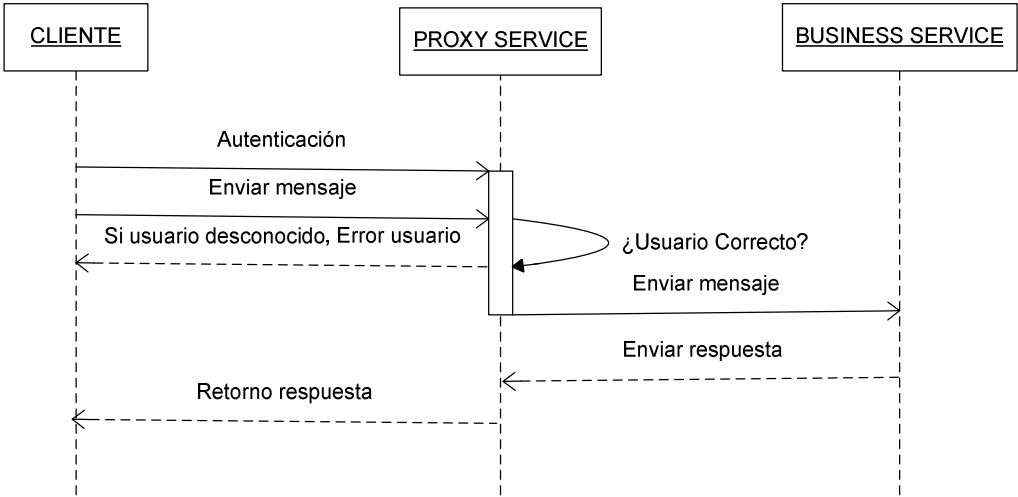 CLIENTE
PROXY SERVICE
BUSINESS SERVICE
Autenticación
Enviar mensaje
Si usuario desconocido, Error usuario
¿Usuario Correcto?
Enviar mensaje
Enviar respuesta
Retorno respuesta